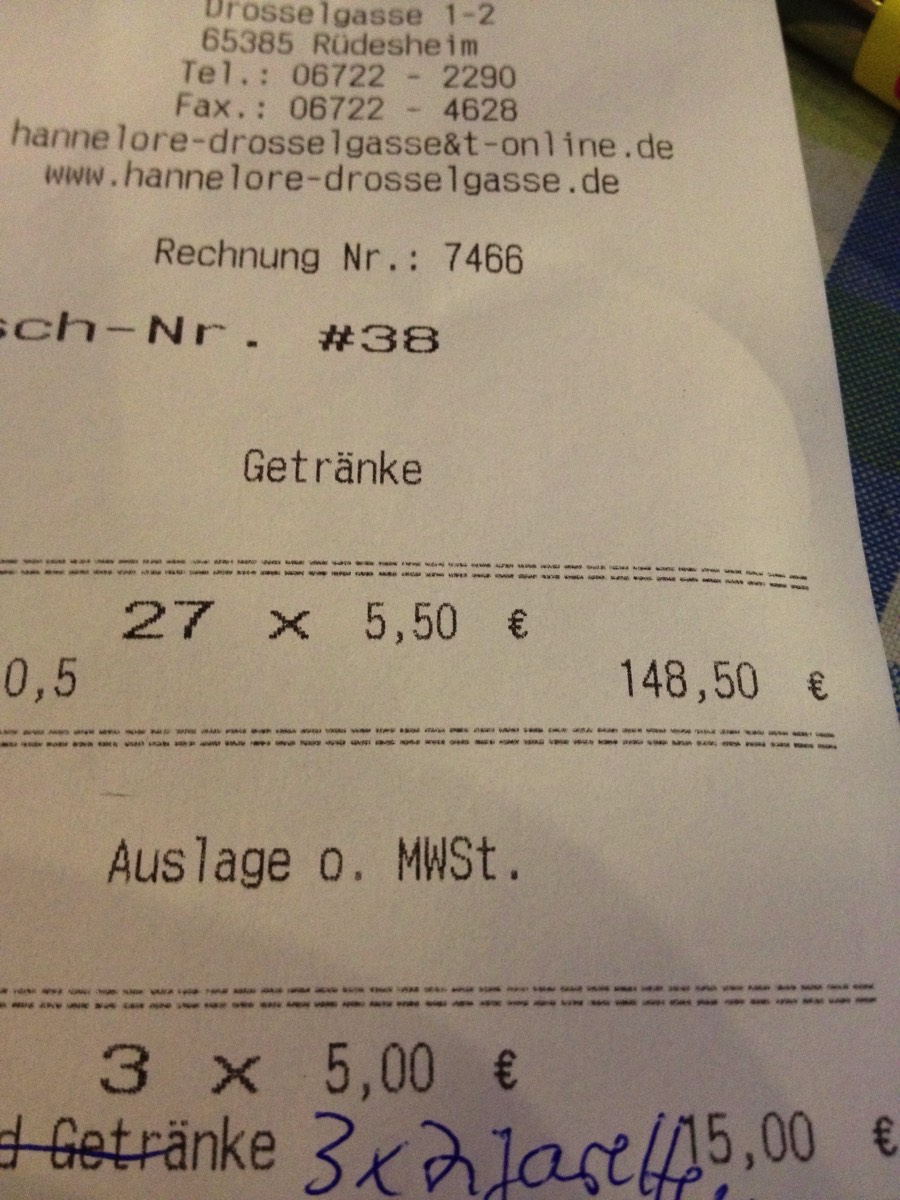 Drosselgasse 1-2
65385 Rüdesheim
Tel.: 06722 - 2290
Fax.: 06722 - 4628
hannelore-drosselgasse&t-online.de
www.hannelore-drosselgasse.de
Rechnung Nr.: 7466
sch-Nr. #38
Getränke
27 x 5,50 €
0,5 148,50 €
Auslage o. MWSt.
3 x 5,00 €
d Getränke 3 x 15,00 €